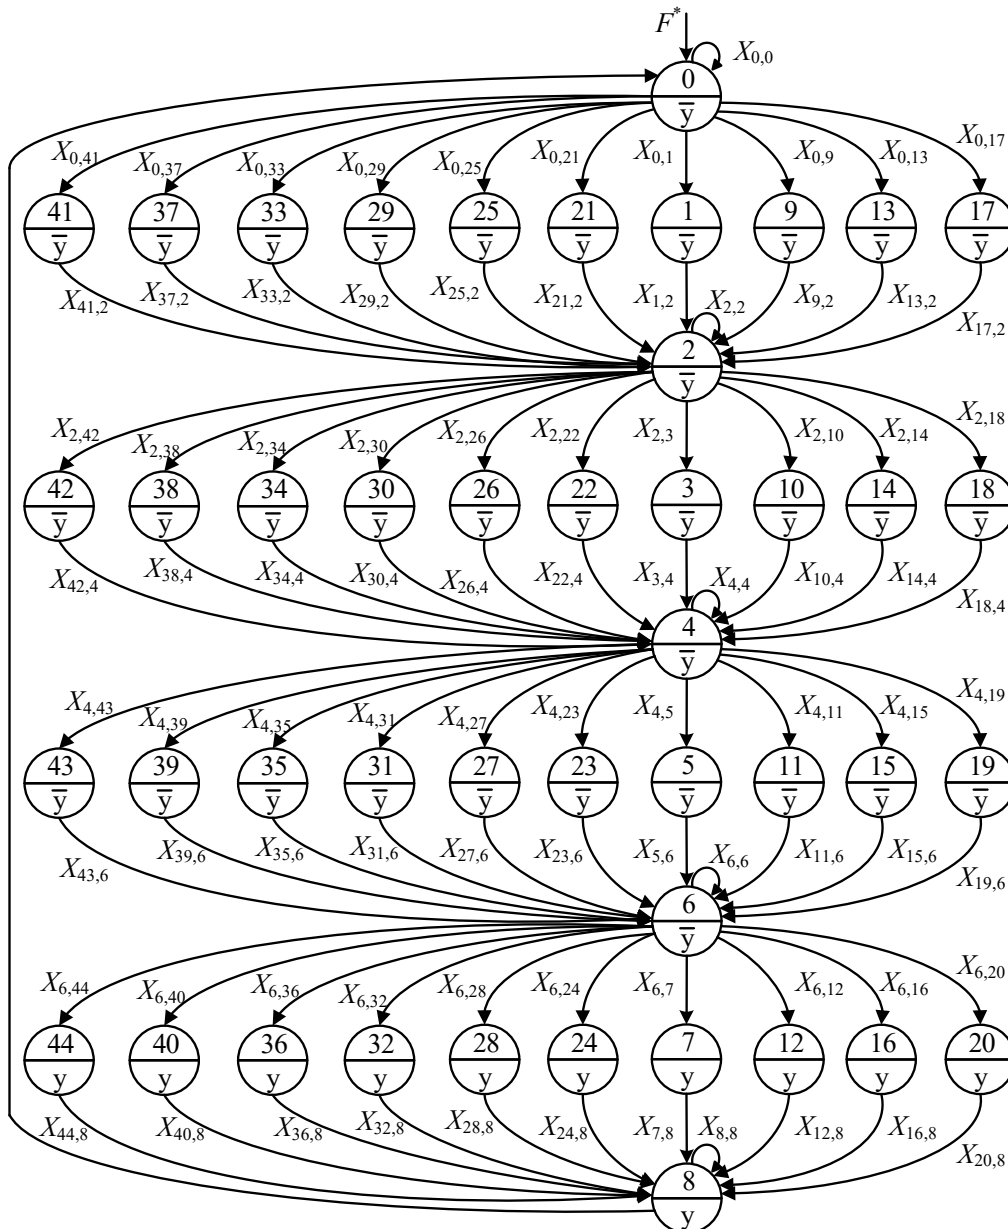 F*
X0,0
0
ȳ
X0,41 X0,37 X0,33 X0,29 X0,25 X0,21 X0,1 X0,9 X0,13 X0,17
41 37 33 29 25 21 1 9 13 17
ȳ ȳ ȳ ȳ ȳ ȳ ȳ ȳ ȳ ȳ
X41,2 X37,2 X33,2 X29,2 X25,2 X21,2 X1,2 X2,2 X9,2 X13,2 X17,2
2
ȳ
X2,42 X2,38 X2,34 X2,30 X2,26 X2,22 X2,3 X2,10 X2,14 X2,18
42 38 34 30 26 22 3 10 14 18
ȳ ȳ ȳ ȳ ȳ ȳ ȳ ȳ ȳ ȳ
X42,4 X38,4 X34,4 X30,4 X26,4 X22,4 X3,4 X4,4 X10,4 X14,4 X18,4
4
ȳ
X4,43 X4,39 X4,35 X4,31 X4,27 X4,23 X4,5 X4,11 X4,15 X4,19
43 39 35 31 27 23 5 11 15 19
ȳ ȳ ȳ ȳ ȳ ȳ ȳ ȳ ȳ ȳ
X43,6 X39,6 X35,6 X31,6 X27,6 X23,6 X5,6 X6,6 X11,6 X15,6 X19,6
6
ȳ
X6,44 X6,40 X6,36 X6,32 X6,28 X6,24 X6,7 X6,12 X6,16 X6,20
44 40 36 32 28 24 7 12 16 20
y y y y y y y y y y
X44,8 X40,8 X36,8 X32,8 X28,8 X24,8 X7,8 X8,8 X12,8 X16,8 X20,8
8
y